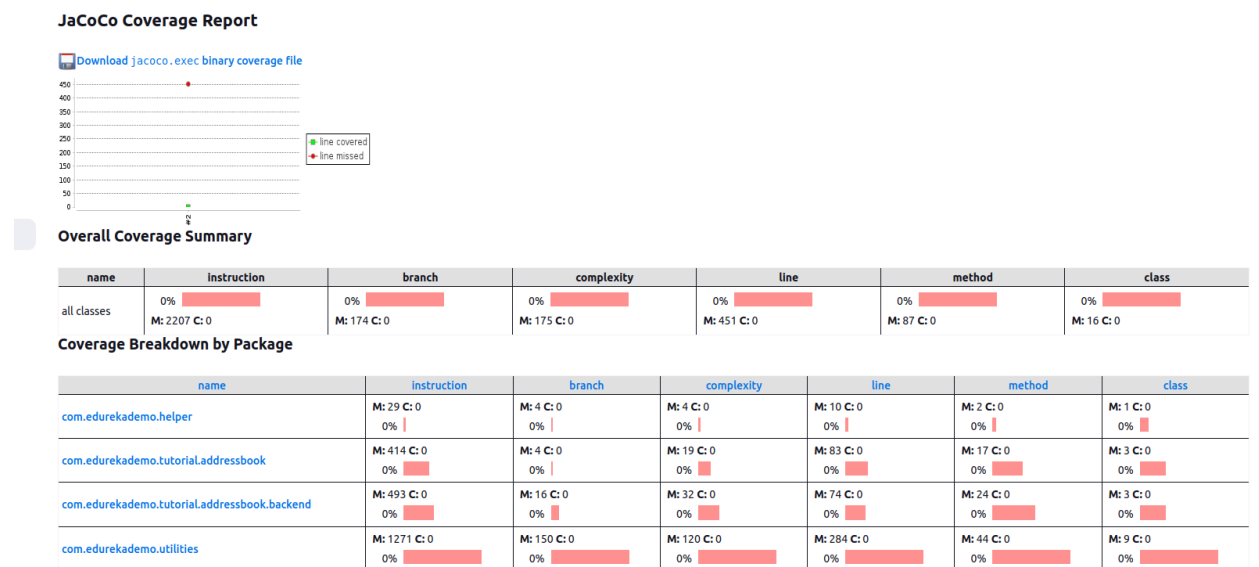 JaCoCo Coverage Report
Download jacoco.exec binary coverage file
450
400
350
300
250
200
150
100
50
0
line covered
line missed
#2
Overall Coverage Summary
name instruction branch complexity line method class
all classes
0% 0% 0% 0% 0% 0%
M: 2207 C: 0 M: 174 C: 0 M: 175 C: 0 M: 451 C: 0 M: 87 C: 0 M: 16 C: 0
Coverage Breakdown by Package
name instruction branch complexity line method class
com.edurekademo.helper
M: 29 C: 0 M: 4 C: 0 M: 4 C: 0 M: 10 C: 0 M: 2 C: 0 M: 1 C: 0
0% 0% 0% 0% 0% 0%
com.edurekademo.tutorial.addressbook
M: 414 C: 0 M: 4 C: 0 M: 19 C: 0 M: 83 C: 0 M: 17 C: 0 M: 3 C: 0
0% 0% 0% 0% 0% 0%
com.edurekademo.tutorial.addressbook.backend
M: 493 C: 0 M: 16 C: 0 M: 32 C: 0 M: 74 C: 0 M: 24 C: 0 M: 3 C: 0
0% 0% 0% 0% 0% 0%
com.edurekademo.utilities
M: 1271 C: 0 M: 150 C: 0 M: 120 C: 0 M: 284 C: 0 M: 44 C: 0 M: 9 C: 0
0% 0% 0% 0% 0% 0%